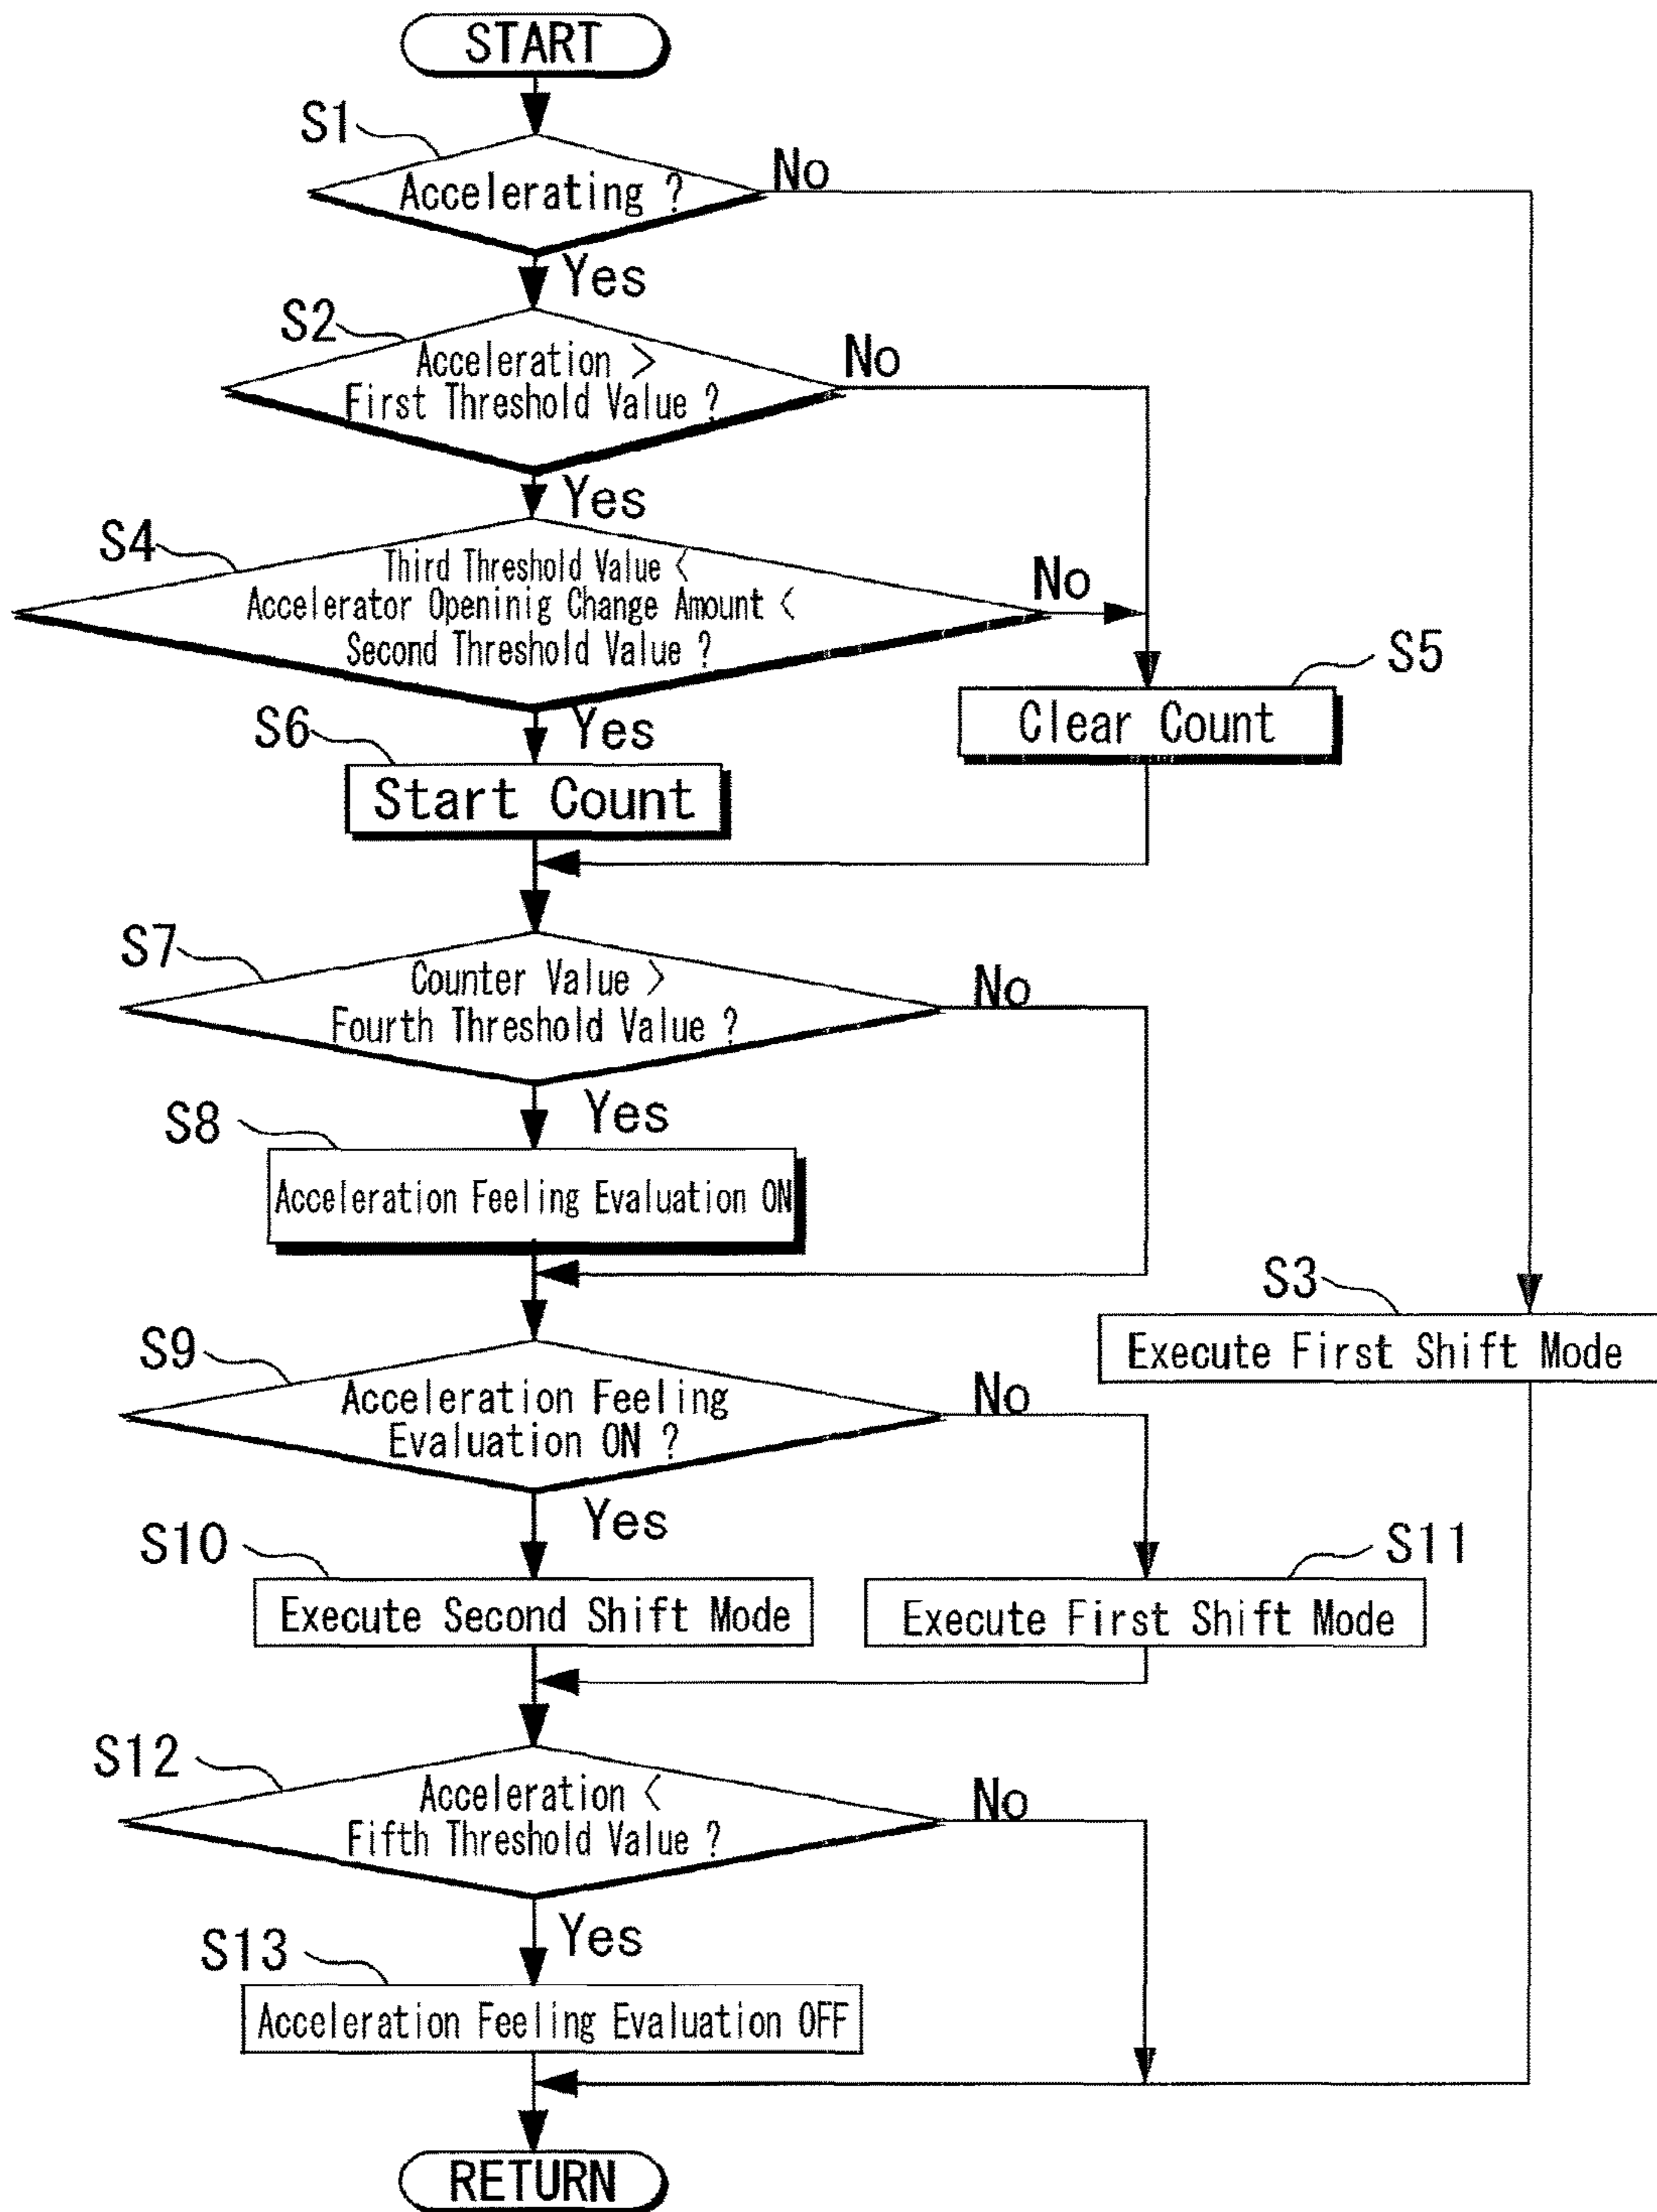 START
S1
Accelerating ?
No
Yes
S2
Acceleration >
First Threshold Value ?
No
Yes
S4
Third Threshold Value <
Accelerator Openinig Change Amount <
Second Threshold Value ?
No
S5
Clear Count
Yes
S6
Start Count
S7
Counter Value >
Fourth Threshold Value ?
No
Yes
S8
Acceleration Feeling Evaluation ON
S3
Execute First Shift Mode
S9
Acceleration Feeling
Evaluation ON ?
No
Yes
S10
Execute Second Shift Mode
S11
Execute First Shift Mode
S12
Acceleration <
Fifth Threshold Value ?
No
Yes
S13
Acceleration Feeling Evaluation OFF
RETURN